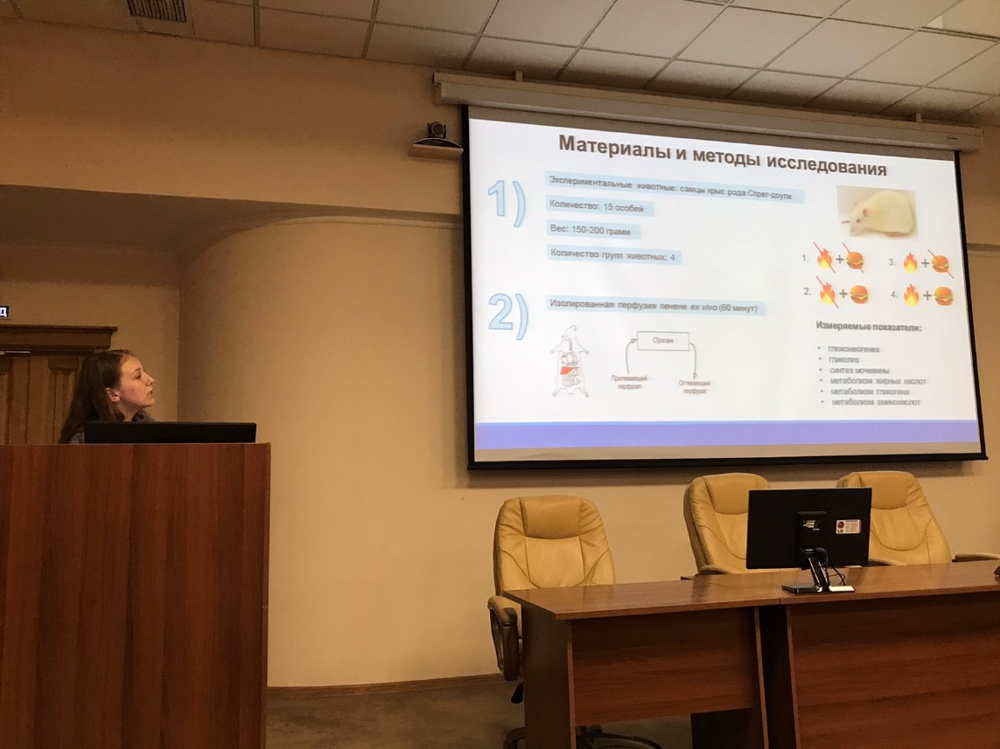 Материалы и методы исследования
1)
Экспериментальные животные: самцы крыс рода Спрег-доули
Количество: 15 особей
Вес: 150-200 грамм
Количество групп животных: 4
1. +
3. +
2. +
4. +
2)
Изолированная перфузия печени ex vivo (60 минут)
Орган
Притекающий
перфузат
Оттекающий
перфузат
Измеряемые показатели:
• глюконеогенез
• гликолиз
• синтез мочевины
• метаболизм жирных кислот
• метаболизм гликогена
• метаболизм аминокислот
LG